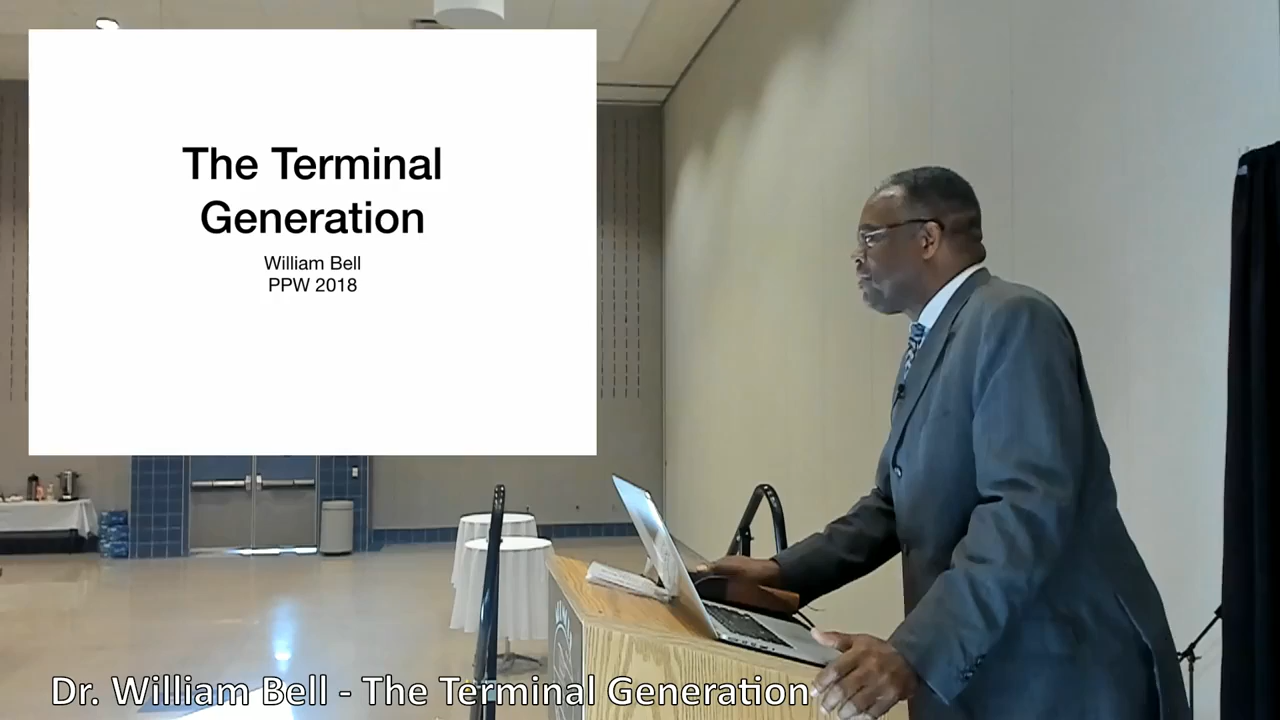 The Terminal
Generation
William Bell
PPW 2018
Dr. William Bell - The Terminal Generation